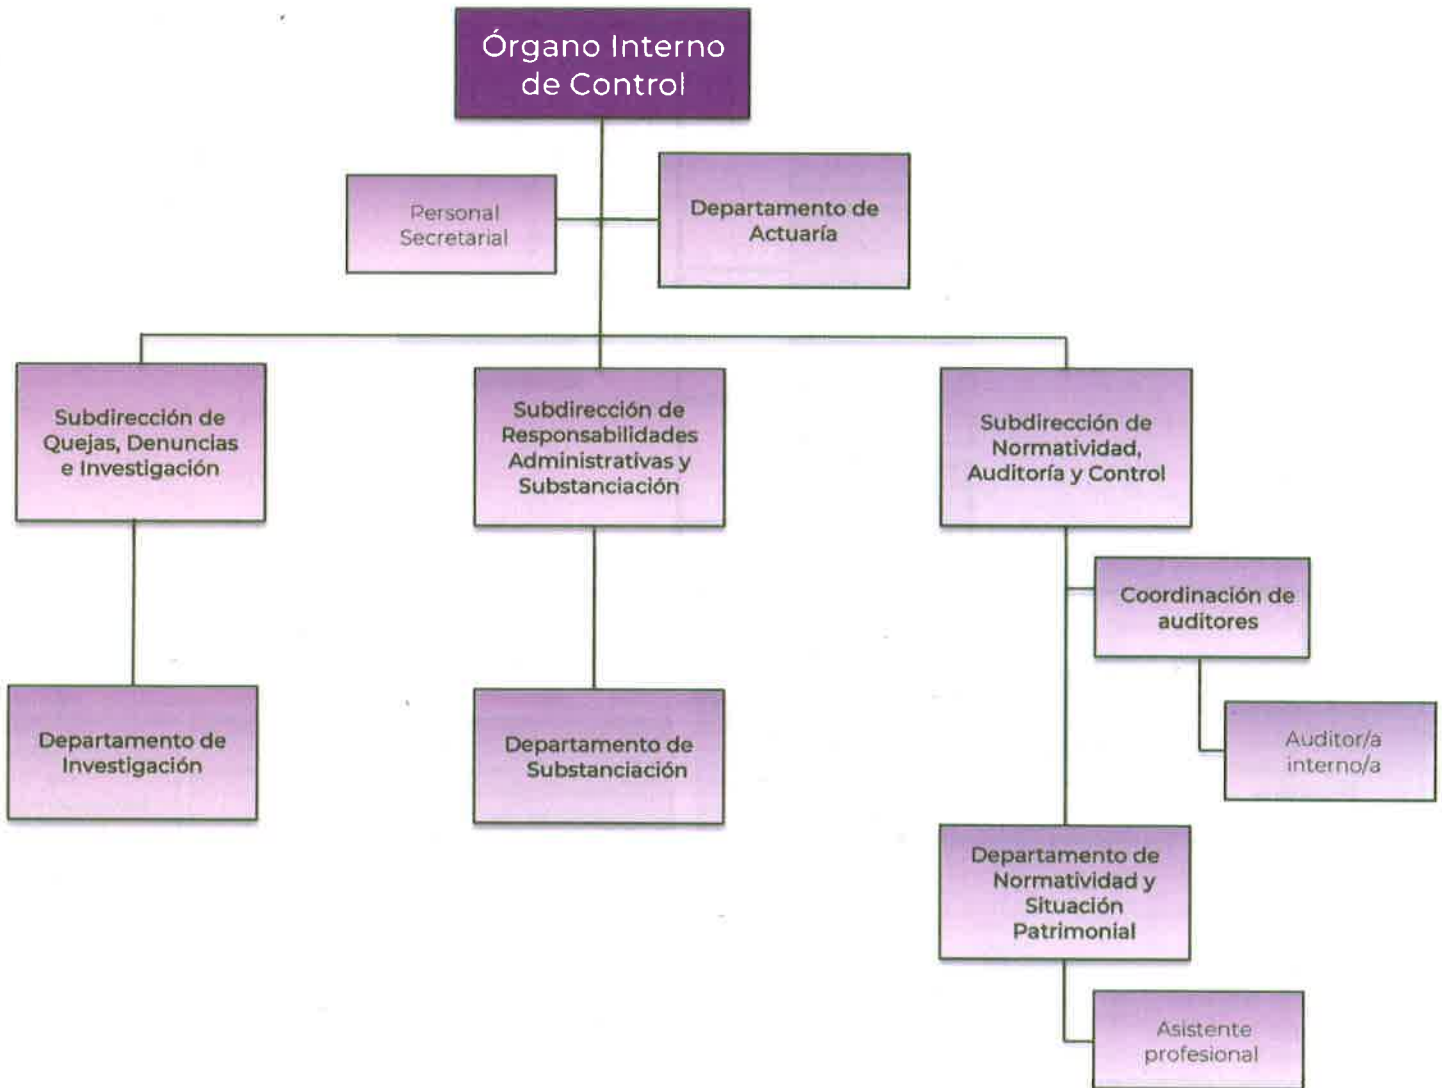 Órgano Interno
de Control
Personal
Secretarial
Departamento de
Actuaría
Subdirección de
Quejas, Denuncias
e Investigación
Subdirección de
Responsabilidades
Administrativas y
Substanciación
Subdirección de
Normatividad,
Auditoría y Control
Coordinación de
auditores
Departamento de
Investigación
Departamento de
Substanciación
Auditor/a
interno/a
Departamento de
Normatividad y
Situación
Patrimonial
Asistente
profesional